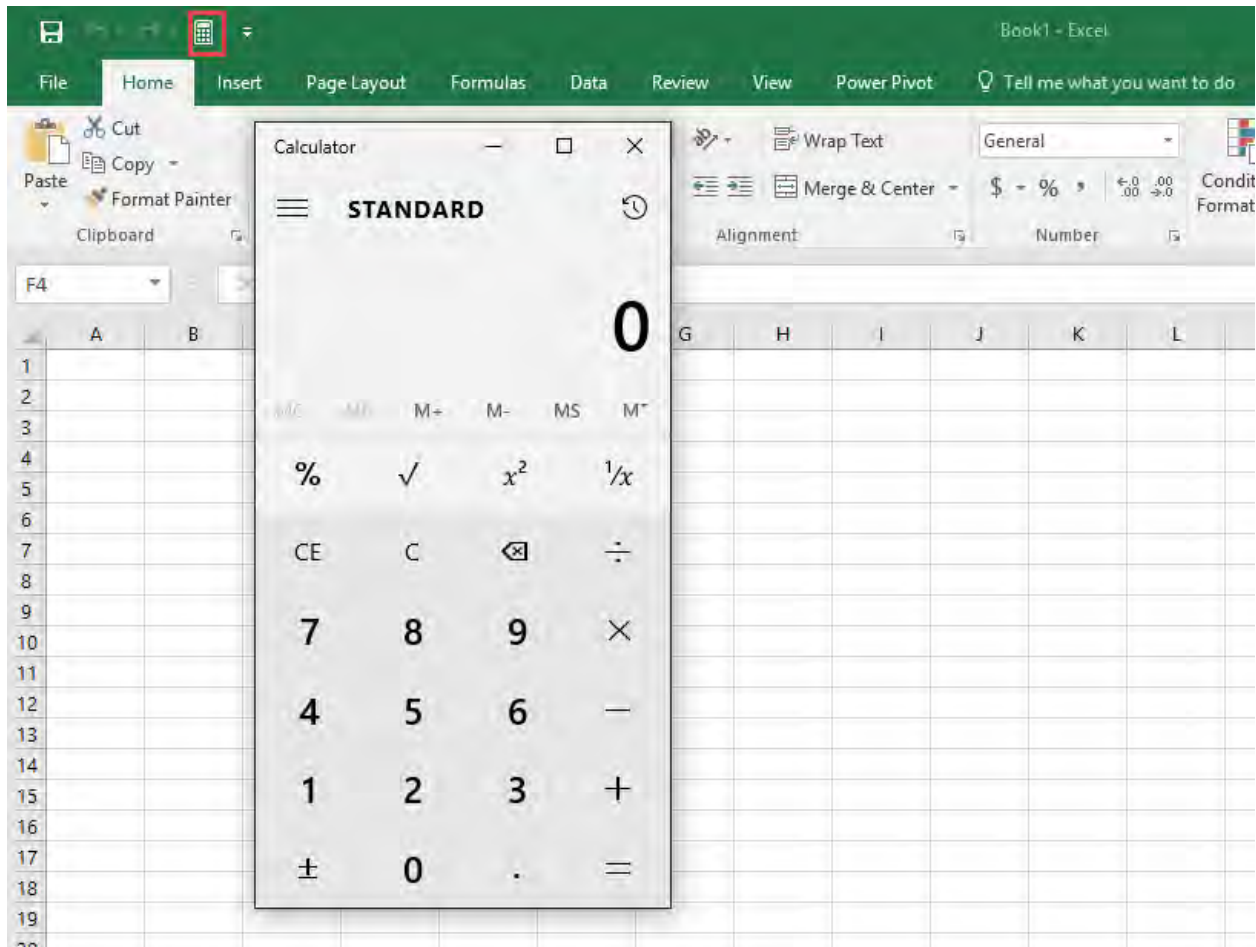 Book1 - Excel
File Home Insert Page Layout Formulas Data Review View Power Pivot Tell me what you want to do
Cut
Copy
Paste
Format Painter
Clipboard
Wrap Text
Merge & Center
Alignment
General
$ % ,
Number
Condit
Format
F4
A B G H I J K L
1
2
3
4
5
6
7
8
9
10
11
12
13
14
15
16
17
18
19
Calculator
STANDARD
0
M+ M- MS M
% √ x² ¹/x
CE C ÷
7 8 9 ×
4 5 6 −
1 2 3 +
± 0 . =